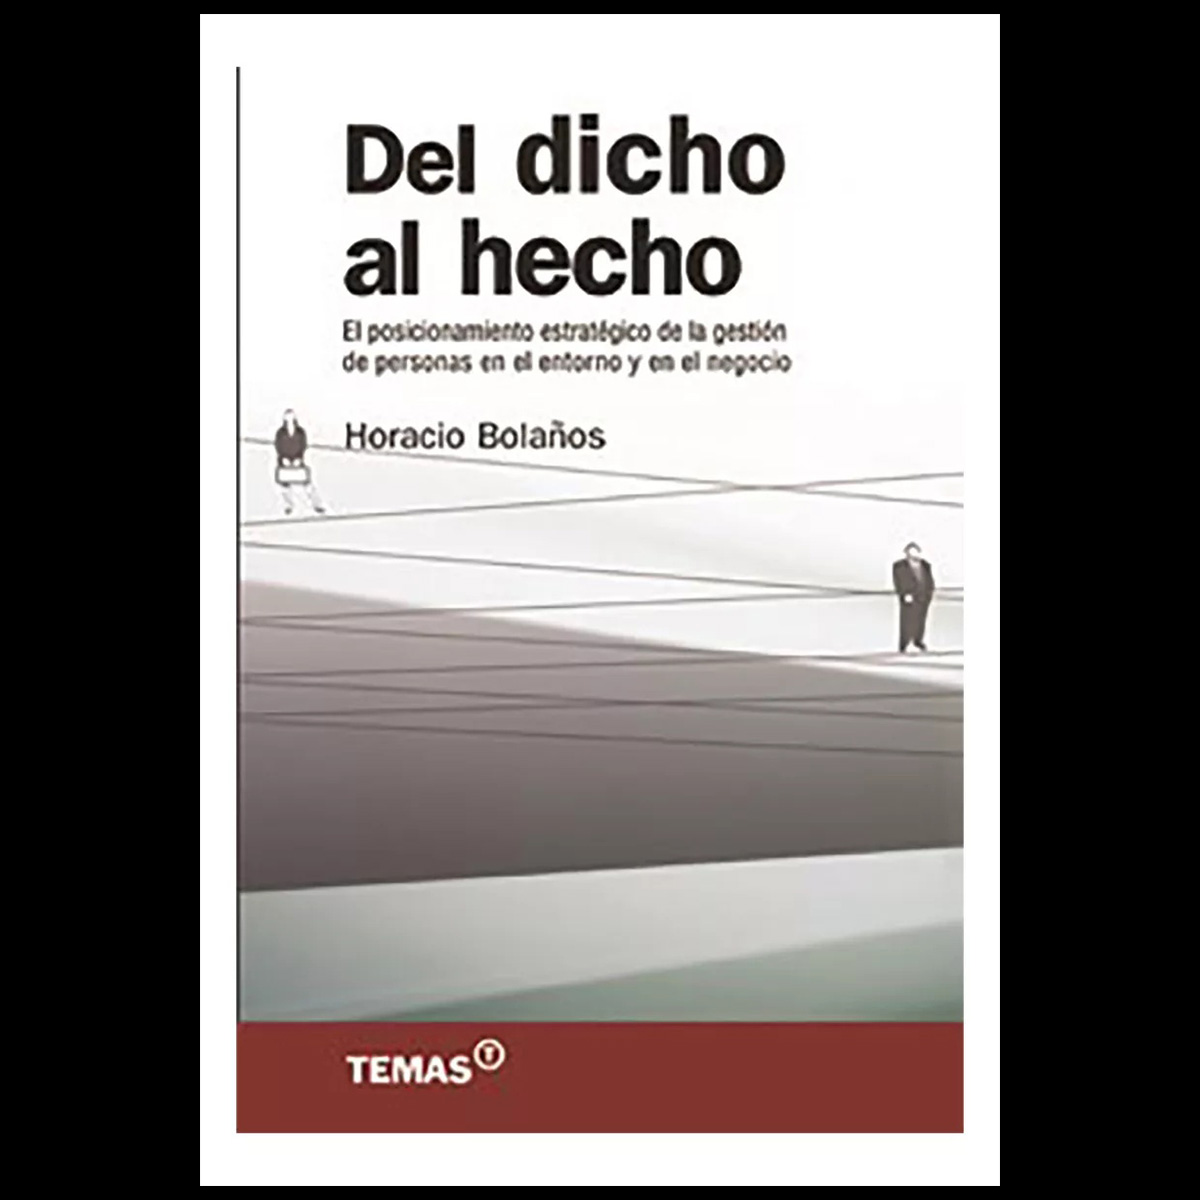 Del dicho
al hecho
El posicionamiento estratégico de la gestión
de personas en el entorno y en el negocio
Horacio Bolaños
TEMAS T